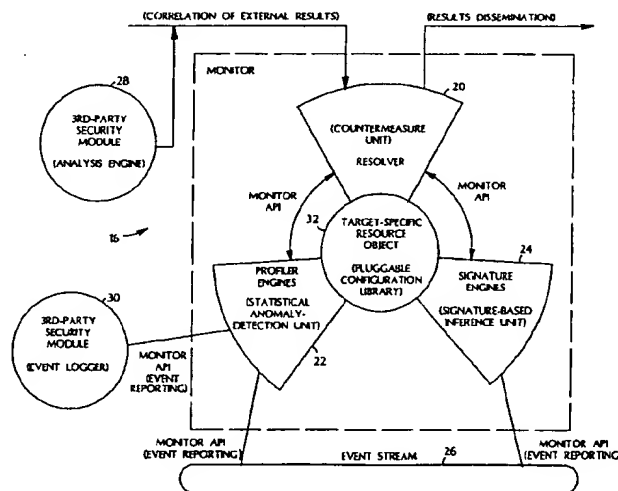 (CORRELATION OF EXTERNAL RESULTS)
(RESULTS DISSEMINATION)
MONITOR
28
3RD-PARTY
SECURITY
MODULE
(ANALYSIS ENGINE)
20
(COUNTERMEASURE
UNIT)
RESOLVER
MONITOR
API
MONITOR
API
16
32
TARGET-SPECIFIC
RESOURCE
OBJECT
(PLUGGABLE
CONFIGURATION
LIBRARY)
24
PROFILER
ENGINES
(STATISTICAL
ANOMALY-
DETECTION UNIT)
22
SIGNATURE
ENGINES
(SIGNATURE-BASED
INFERENCE UNIT)
30
3RD-PARTY
SECURITY
MODULE
(EVENT LOGGER)
MONITOR
API
(EVENT
REPORTING)
MONITOR API
(EVENT REPORTING)
MONITOR API
(EVENT REPORTING)
EVENT STREAM
26